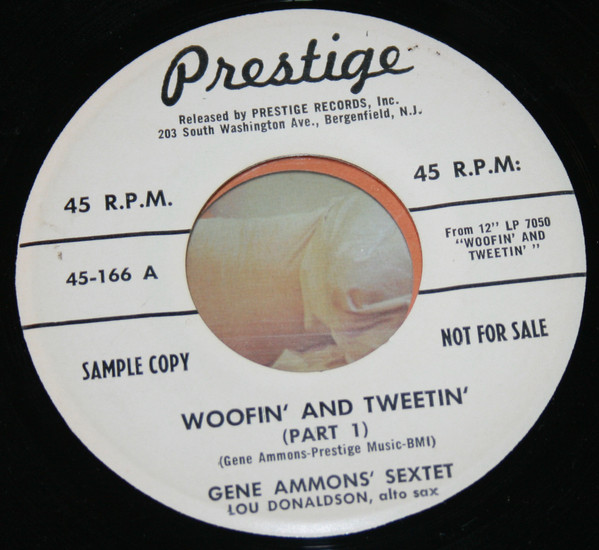 Prestige
Released by PRESTIGE RECORDS, Inc.
203 South Washington Ave., Bergenfield, N.J.
45 R.P.M.
45 R.P.M:
45-166 A
From 12" LP 7050
"WOOFIN' AND
TWEETIN' "
SAMPLE COPY
NOT FOR SALE
WOOFIN' AND TWEETIN'
(PART 1)
(Gene Ammons-Prestige Music-BMI)
GENE AMMONS' SEXTET
LOU DONALDSON, alto sax